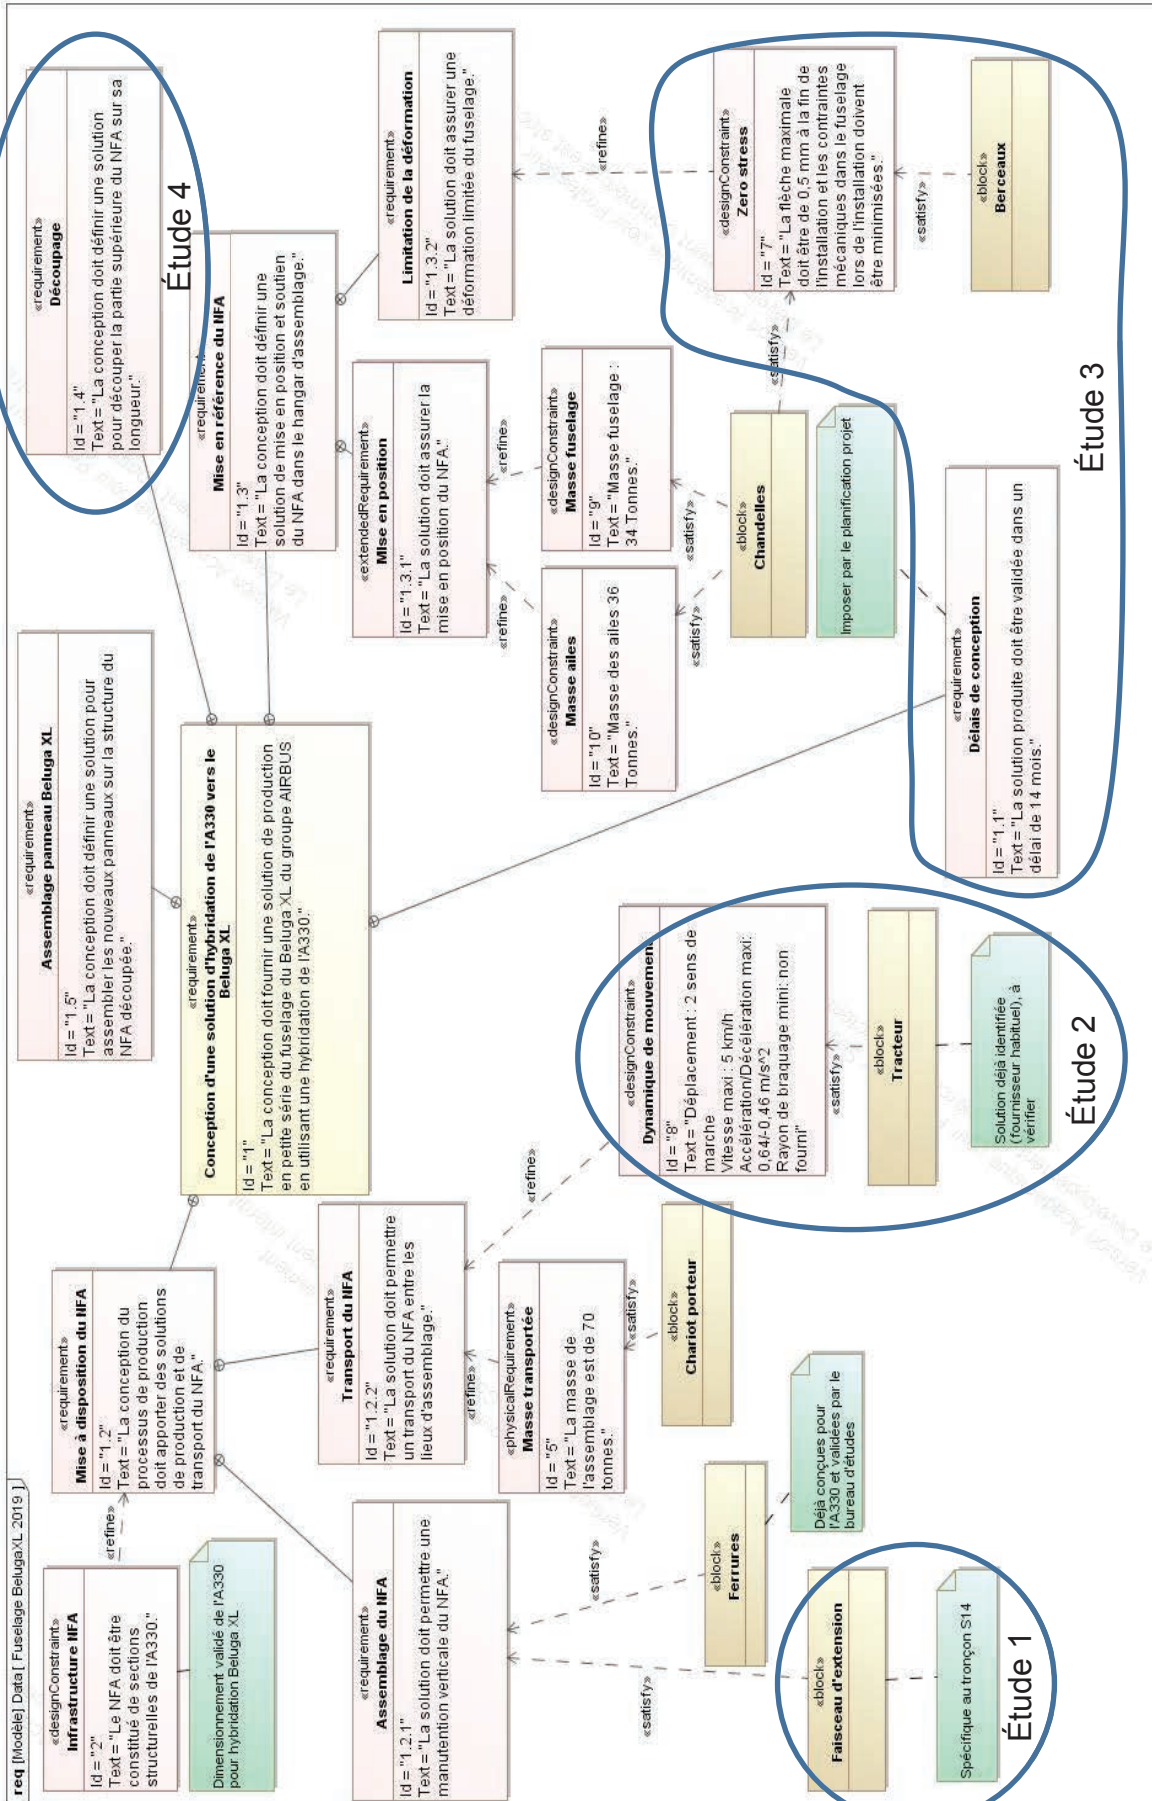 req [Modèle] Data [ Fuselage BelugaXL 2019 ]
«designConstraint»
Infrastructure NFA
Id = "2"
Text = "Le NFA doit être
constitué de sections
structurelles de l'A330."
Dimensionnement validé de l'A330
pour hybridation Beluga XL
«refine»
«requirement»
Mise à disposition du NFA
Id = "1.2"
Text = "La conception du
processus de production
doit apporter des solutions
de production et de
transport du NFA."
«requirement»
Assemblage panneau Beluga XL
Id = "1.5"
Text = "La conception doit définir une solution pour
assembler les nouveaux panneaux sur la structure du
NFA découpée."
«requirement»
Découpage
Id = "1.4"
Text = "La conception doit définir une solution
pour découper la partie supérieure du NFA sur sa
longueur."
Étude 4
«requirement»
Conception d'une solution d'hybridation de l'A330 vers le
Beluga XL
Id = "1"
Text = "La conception doit fournir une solution de production
en petite série du fuselage du Beluga XL du groupe AIRBUS
en utilisant une hybridation de l'A330."
«requirement»
Mise en référence du NFA
Id = "1.3"
Text = "La conception doit définir une
solution de mise en position et soutien
du NFA dans le hangar d'assemblage."
«requirement»
Assemblage du NFA
Id = "1.2.1"
Text = "La solution doit permettre une
manutention verticale du NFA."
«requirement»
Transport du NFA
Id = "1.2.2"
Text = "La solution doit permettre
un transport du NFA entre les
lieux d'assemblage."
«extendedRequirement»
Mise en position
Id = "1.3.1"
Text = "La solution doit assurer la
mise en position du NFA."
«requirement»
Limitation de la déformation
Id = "1.3.2"
Text = "La solution doit assurer une
déformation limitée du fuselage."
«refine»
«refine»
«refine»
«refine»
«refine»
«physicalRequirement»
Masse transportée
Id = "5"
Text = "La masse de
l'assemblage est de 70
tonnes."
«designConstraint»
Dynamique de mouvement
Id = "8"
Text = "Déplacement : 2 sens de
marche
Vitesse maxi : 5 km/h
Accélération/Décélération maxi:
0,64/-0,46 m/s^2
Rayon de braquage mini: non
fourni"
«designConstraint»
Masse ailes
Id = "10"
Text = "Masse des ailes 36
Tonnes."
«designConstraint»
Masse fuselage
Id = "9"
Text = "Masse fuselage :
34 Tonnes."
«designConstraint»
Zero stress
Id = "7"
Text = "La flèche maximale
doit être de 0,5 mm à la fin de
l'installation et les contraintes
mécaniques dans le fuselage
lors de l'installation doivent
être minimisées."
«satisfy»
«satisfy»
«satisfy»
«satisfy»
«satisfy»
«satisfy»
«satisfy»
«satisfy»
«block»
Chariot porteur
«block»
Ferrures
Déjà conçues pour
l'A330 et validées par le
bureau d'études
«block»
Faisceau d'extension
Spécifique au tronçon S14
Étude 1
«block»
Tracteur
Solution déjà identifiée
(fournisseur habituel), à
vérifier
Étude 2
«block»
Chandelles
Imposer par le planification projet
«requirement»
Délais de conception
Id = "1.1"
Text = "La solution produite doit être validée dans un
délai de 14 mois."
«block»
Berceaux
Étude 3